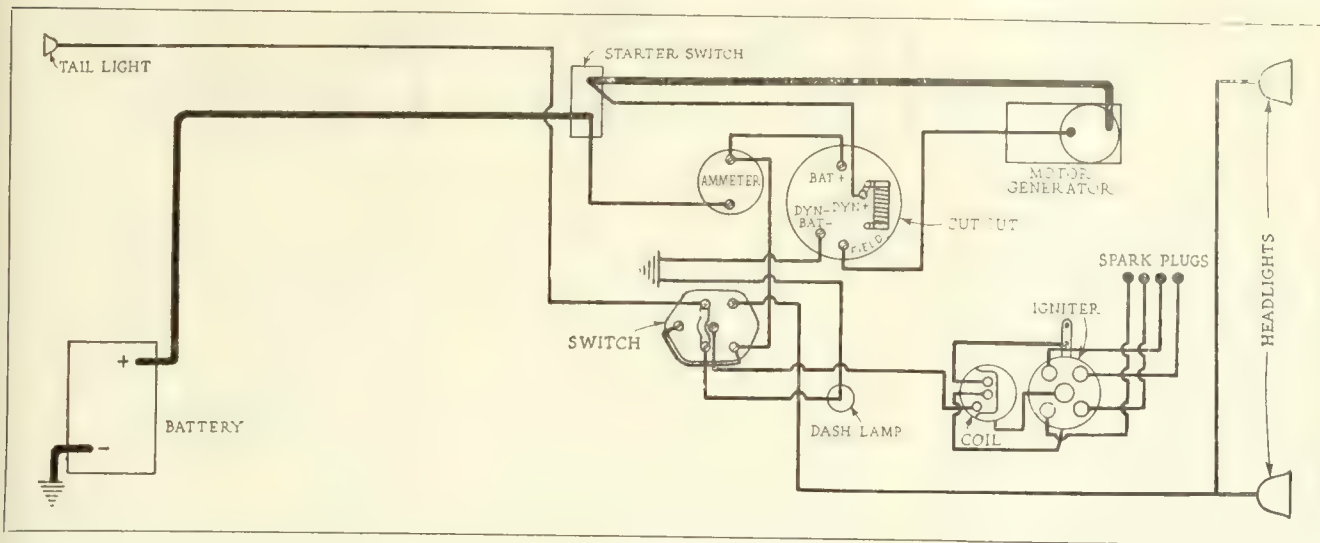 TAIL LIGHT
STARTER SWITCH
AMMETER
BAT +
DYN- DYN+
BAT-
FIELD
CUT OUT
MOTOR
GENERATOR
SPARK PLUGS
IGNITER
HEADLIGHTS
SWITCH
DASH LAMP
COIL
+
BATTERY
-